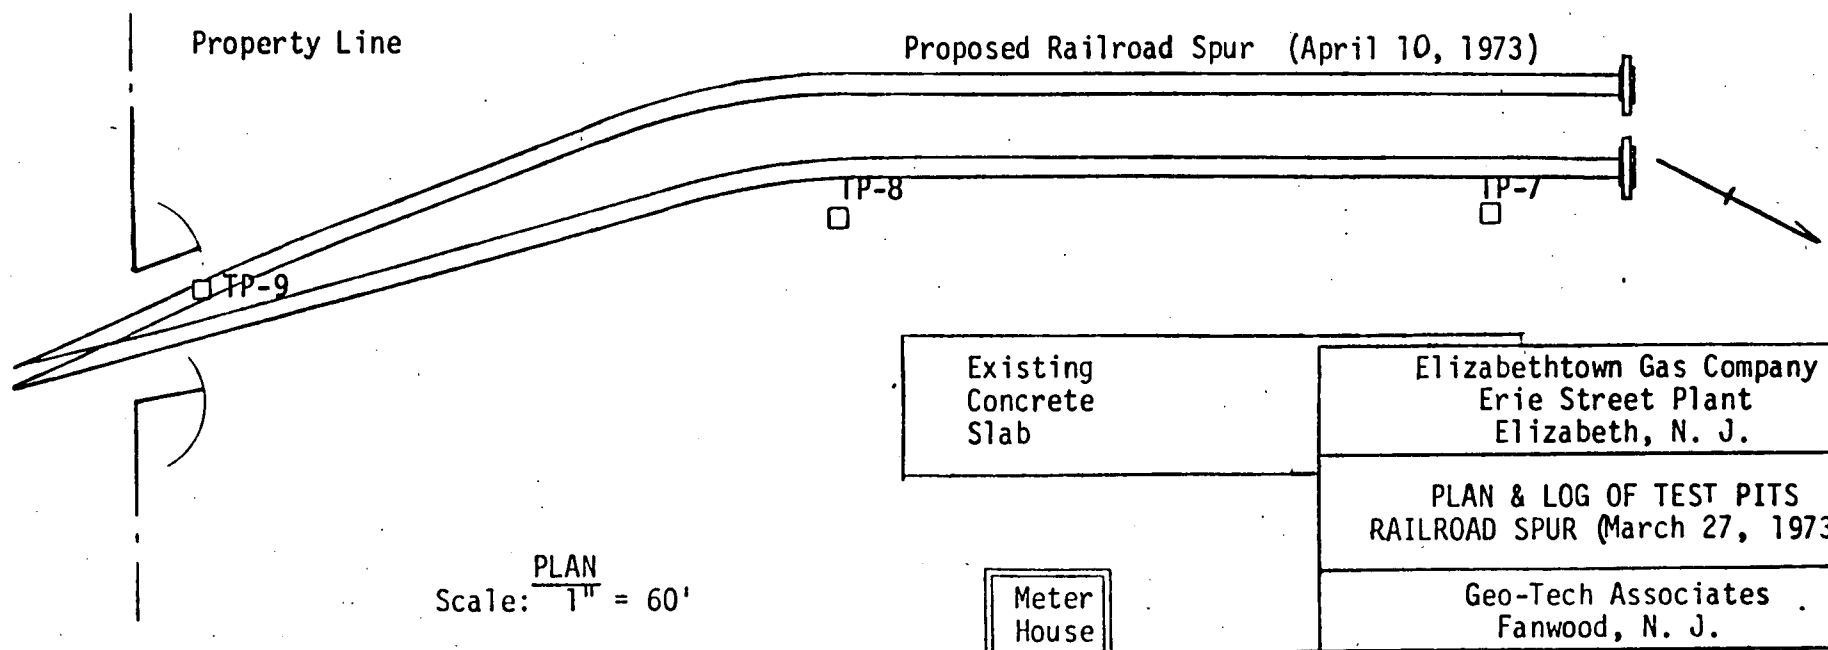 Property Line
Proposed Railroad Spur (April 10, 1973)
TP-8
TP-7
TP-9
Existing
Concrete
Slab
Elizabethtown Gas Company
Erie Street Plant
Elizabeth, N. J.
PLAN & LOG OF TEST PITS
RAILROAD SPUR (March 27, 1973
PLAN
Scale: 1" = 60'
Meter
House
Geo-Tech Associates
Fanwood, N. J.